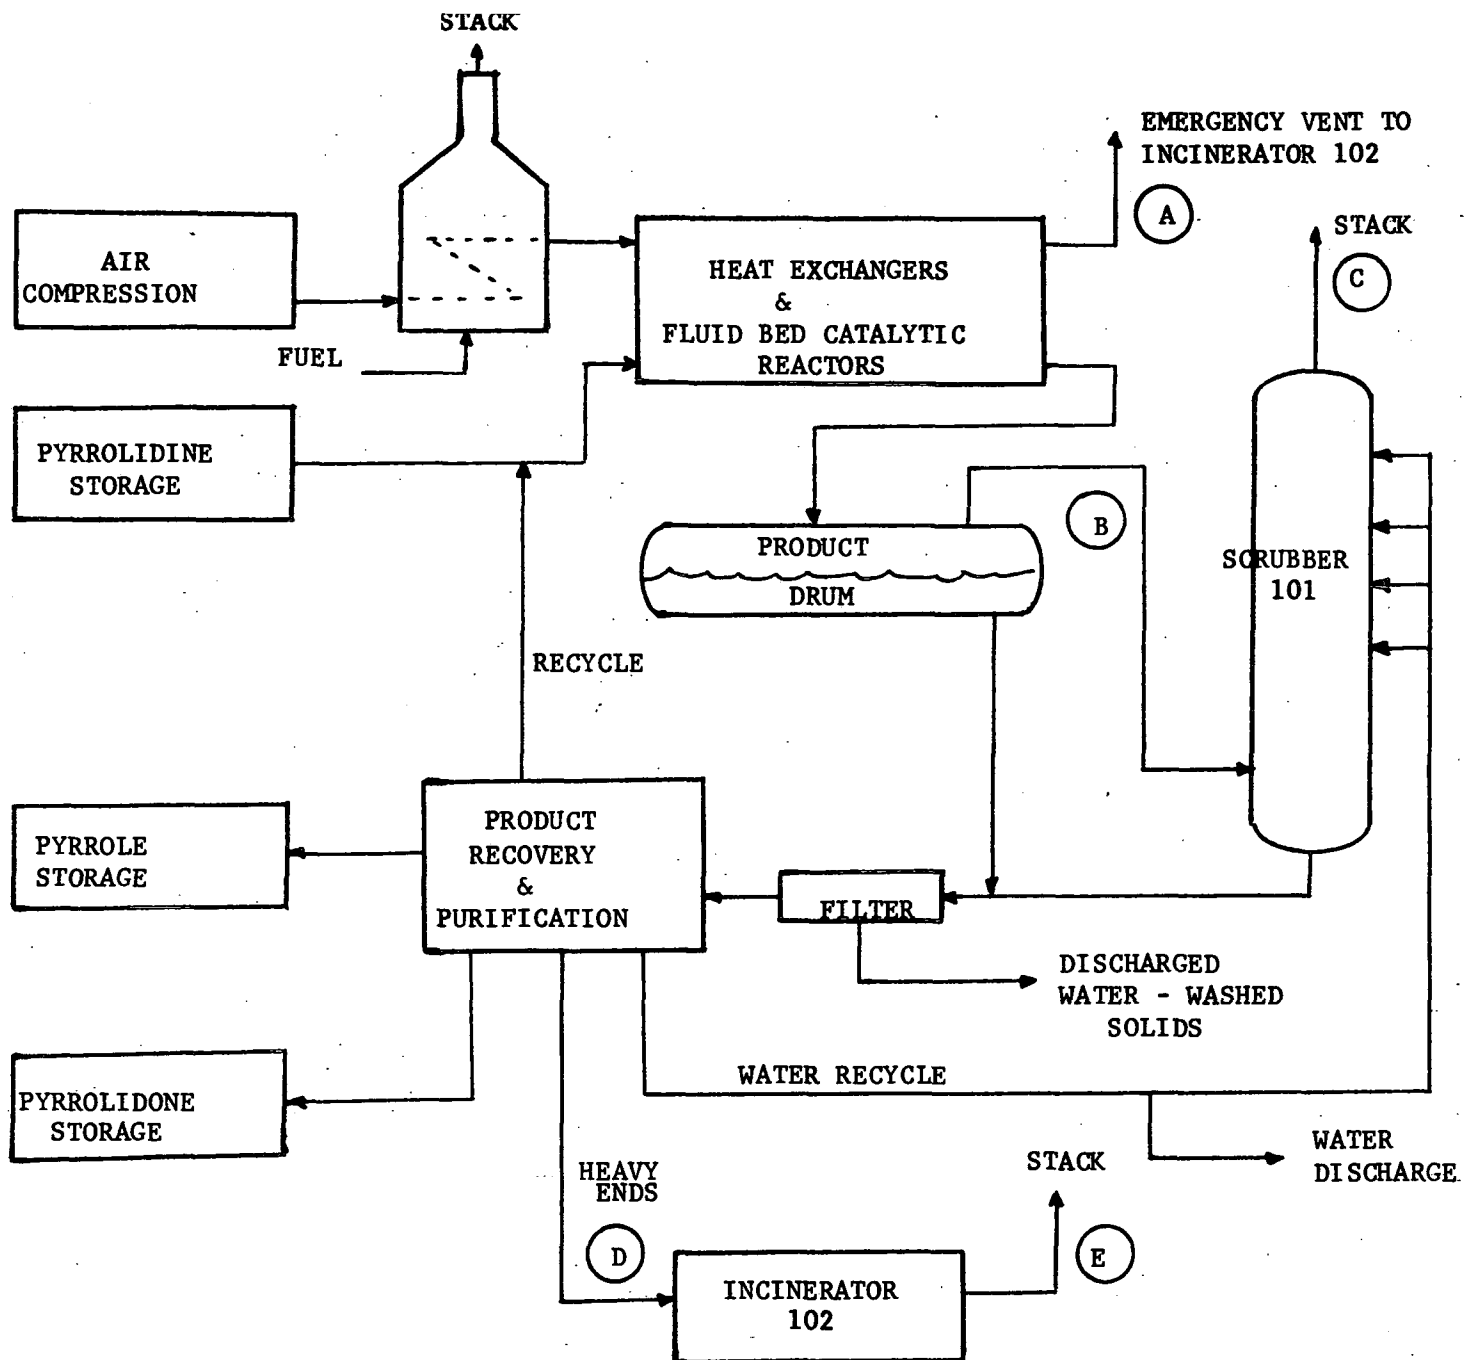 STACK
EMERGENCY VENT TO
INCINERATOR 102
A
STACK
C
AIR
COMPRESSION
HEAT EXCHANGERS
&
FLUID BED CATALYTIC
REACTORS
FUEL
PYRROLIDINE
STORAGE
B
PRODUCT
DRUM
SCRUBBER
101
RECYCLE
PYRROLE
STORAGE
PRODUCT
RECOVERY
&
PURIFICATION
FILTER
DISCHARGED
WATER - WASHED
SOLIDS
WATER RECYCLE
PYRROLIDONE
STORAGE
WATER
DISCHARGE
HEAVY
ENDS
D
STACK
E
INCINERATOR
102